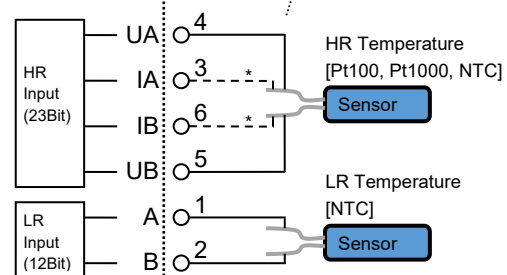 HR
Input
(23Bit)
UA
4
IA
3
*
IB
6
*
UB
5
HR Temperature
[Pt100, Pt1000, NTC]
Sensor
LR
Input
(12Bit)
A
1
B
2
LR Temperature
[NTC]
Sensor